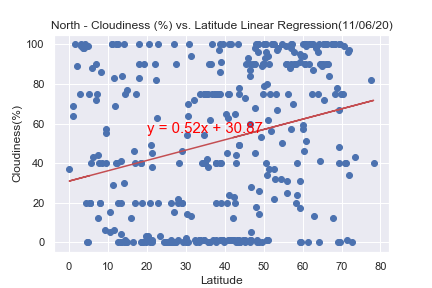 North - Cloudiness (%) vs. Latitude Linear Regression(11/06/20)
100
80
60
40
20
0
Cloudiness(%)
y = 0.52x + 30.87
0 10 20 30 40 50 60 70 80
Latitude